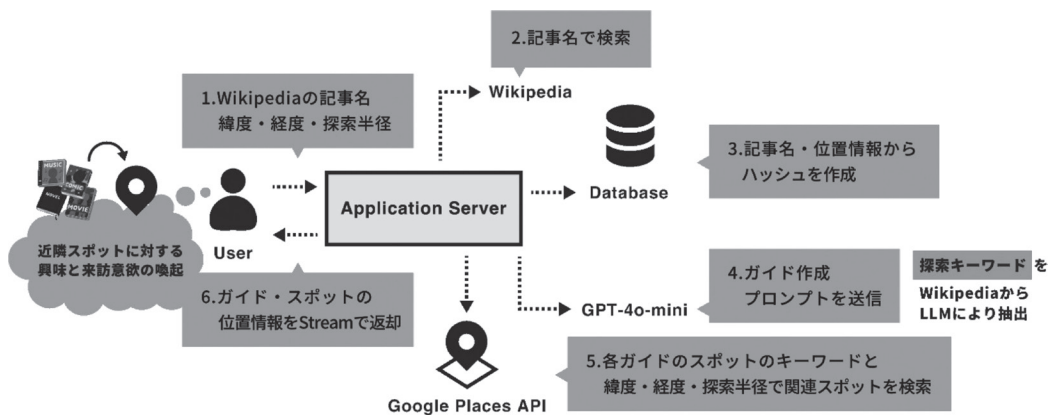 2.記事名で検索
Wikipedia
1.Wikipediaの記事名
緯度・経度・探索半径
3.記事名・位置情報から
ハッシュを作成
Database
MUSIC
COMIC
NOVEL
MOVIE
Application Server
User
近隣スポットに対する
興味と来訪意欲の喚起
4.ガイド作成
プロンプトを送信
探索キーワード を
Wikipediaから
LLMにより抽出
GPT-4o-mini
6.ガイド・スポットの
位置情報をStreamで返却
5.各ガイドのスポットのキーワードと
緯度・経度・探索半径で関連スポットを検索
Google Places API